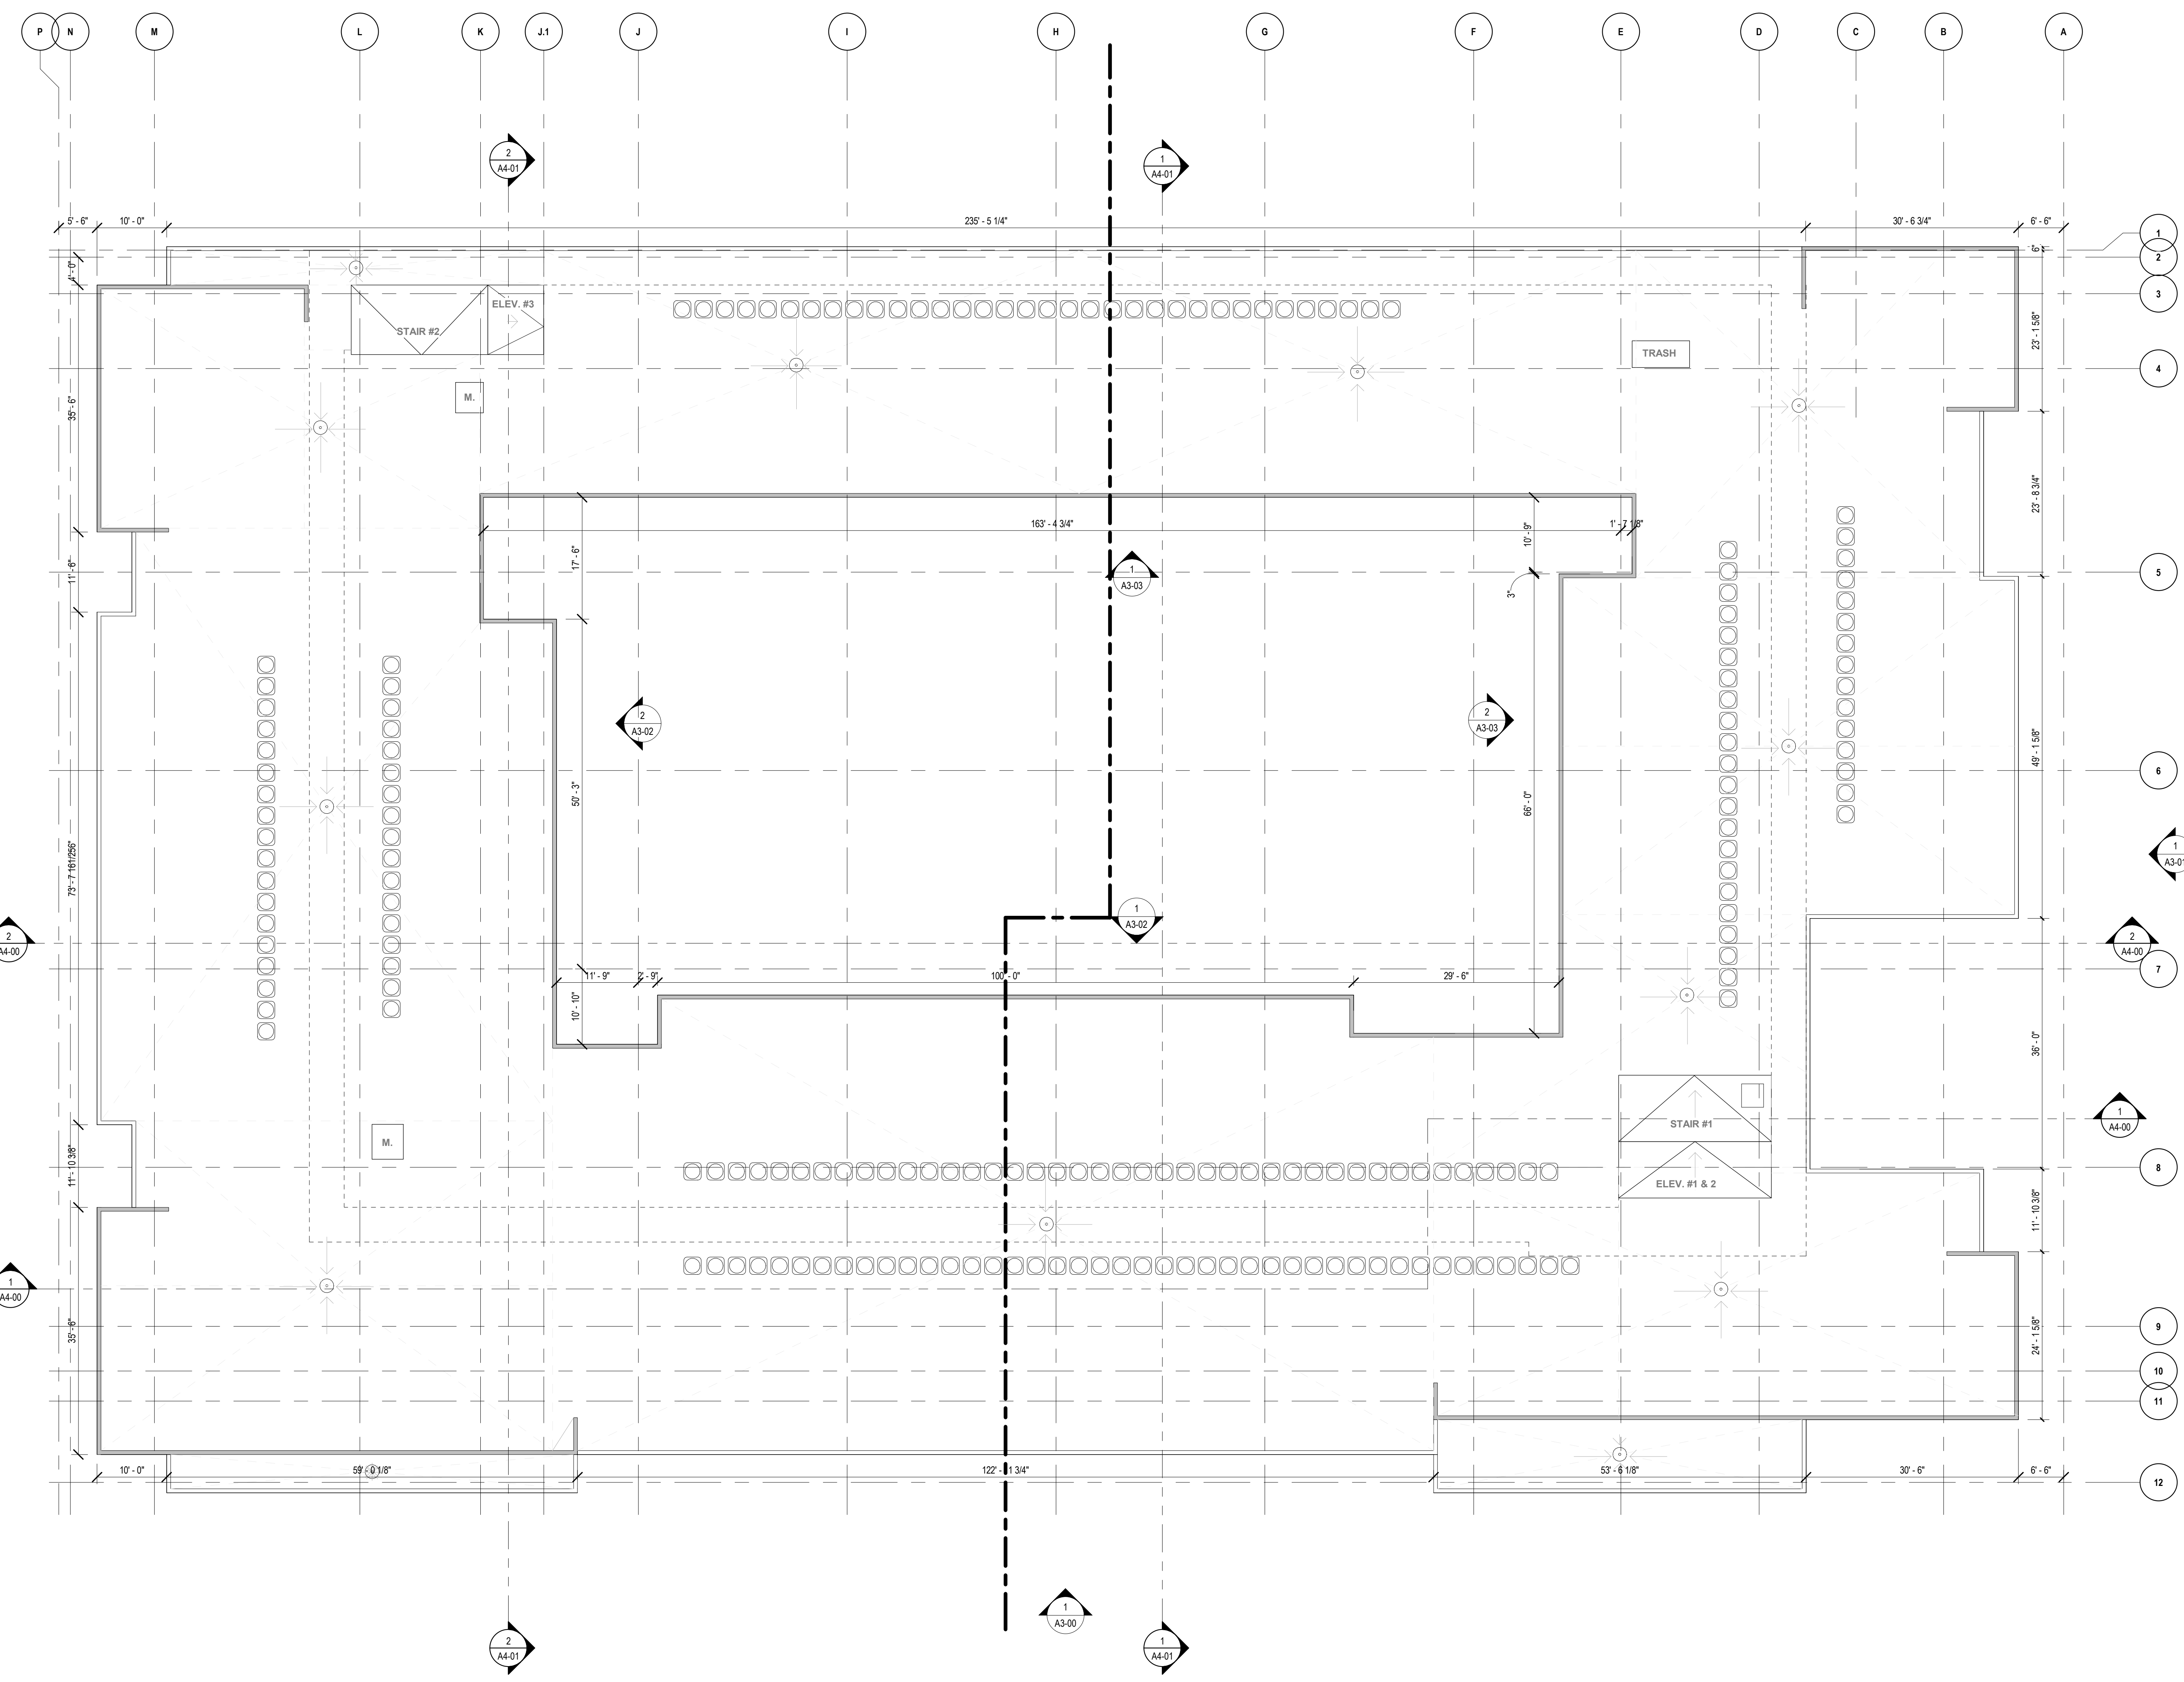 P N M L K J.1 J I H G F E D C B A
2
A4-01
1
A4-01
5' - 6" 10' - 0" 235' - 5 1/4" 30' - 6 3/4" 6' - 6"
1
6"
2
4' - 0"
3
ELEV. #3
STAIR #2
23' - 1 5/8"
TRASH
4
M.
35' - 6"
23' - 8 3/4"
163' - 4 3/4"
1' - 7 1/8"
10' - 9"
17' - 6"
11' - 6"
1
A3-03
5
3"
2
A3-02
2
A3-03
49' - 1 5/8"
6
50' - 3"
66' - 0"
73' - 7 161/256"
1
A3-01
1
A3-02
2
A4-00
2
A4-00
7
11' - 9" 2' - 9" 100' - 0" 29' - 6"
10' - 10"
36' - 0"
1
A4-00
STAIR #1
M.
11' - 10 3/8"
8
ELEV. #1 & 2
11' - 10 3/8"
1
A4-00
35' - 6"
9
24' - 1 5/8"
10
11
10' - 0" 59' - 0 1/8" 122' - 11 3/4" 53' - 6 1/8" 30' - 6" 6' - 6"
12
1
A3-00
2
A4-01
1
A4-01